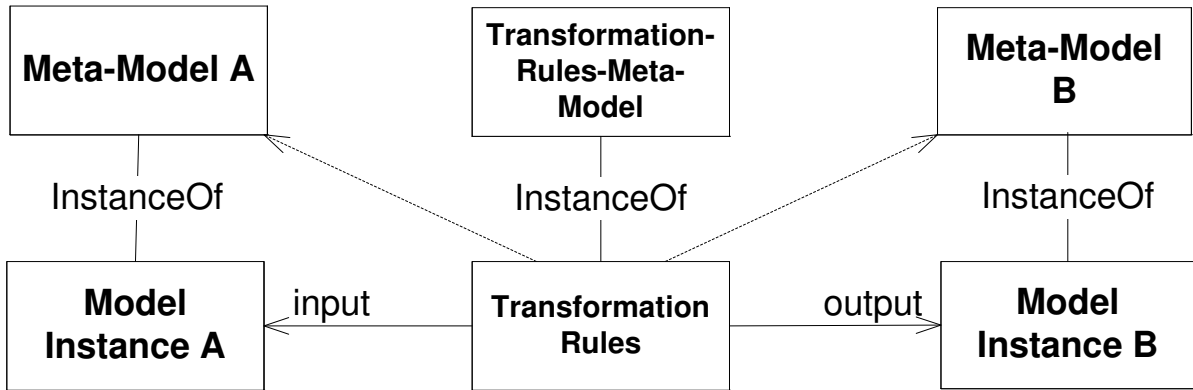 Meta-Model A
Transformation-
Rules-Meta-
Model
Meta-Model
B
InstanceOf
InstanceOf
InstanceOf
Model
Instance A
input
Transformation
Rules
output
Model
Instance B